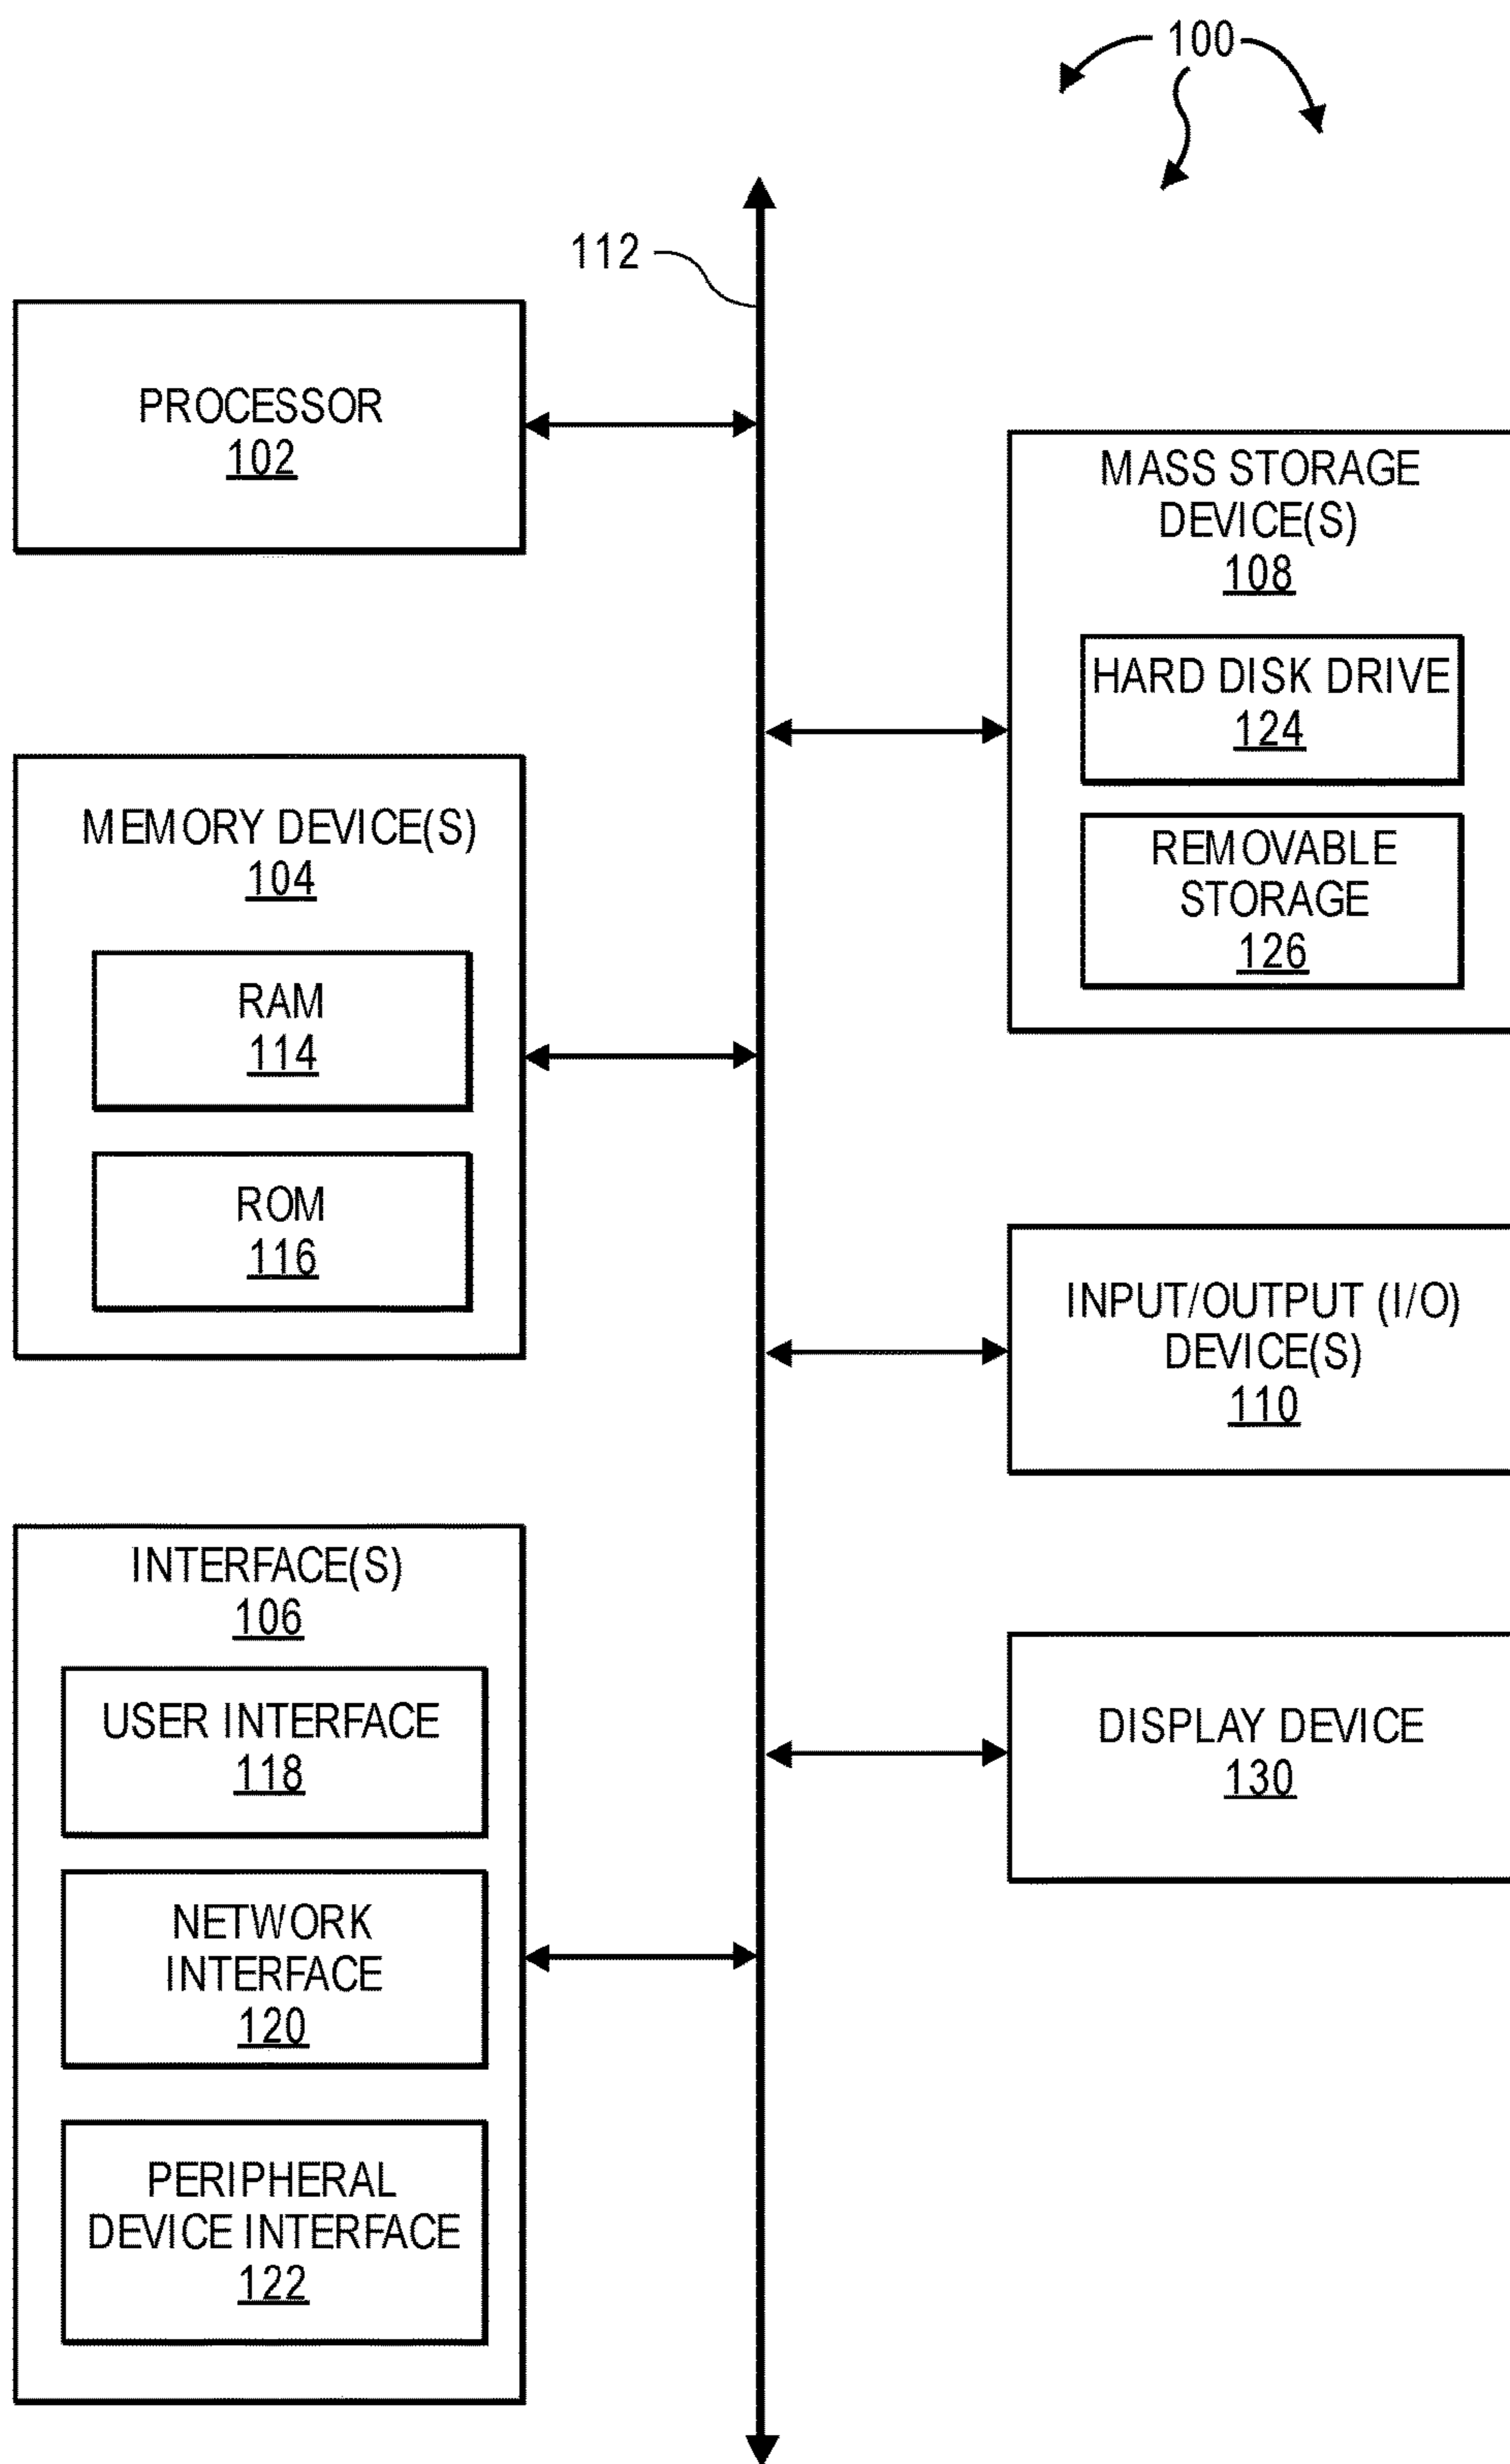 100
112
PROCESSOR
102
MEMORY DEVICE(S)
104
RAM
114
ROM
116
INTERFACE(S)
106
USER INTERFACE
118
NETWORK
INTERFACE
120
PERIPHERAL
DEVICE INTERFACE
122
MASS STORAGE
DEVICE(S)
108
HARD DISK DRIVE
124
REMOVABLE
STORAGE
126
INPUT/OUTPUT (I/O)
DEVICE(S)
110
DISPLAY DEVICE
130